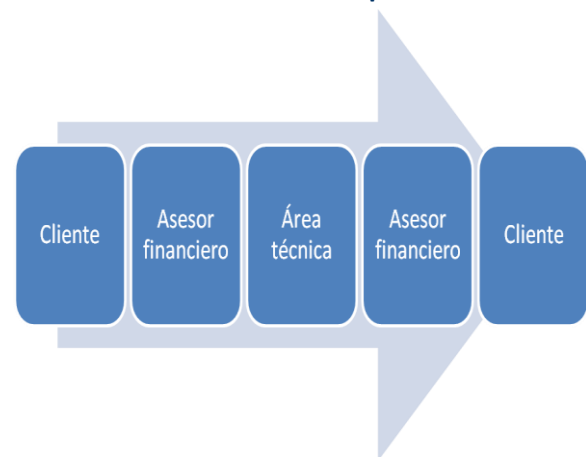 Cliente
Asesor
financiero
Área
técnica
Asesor
financiero
Cliente